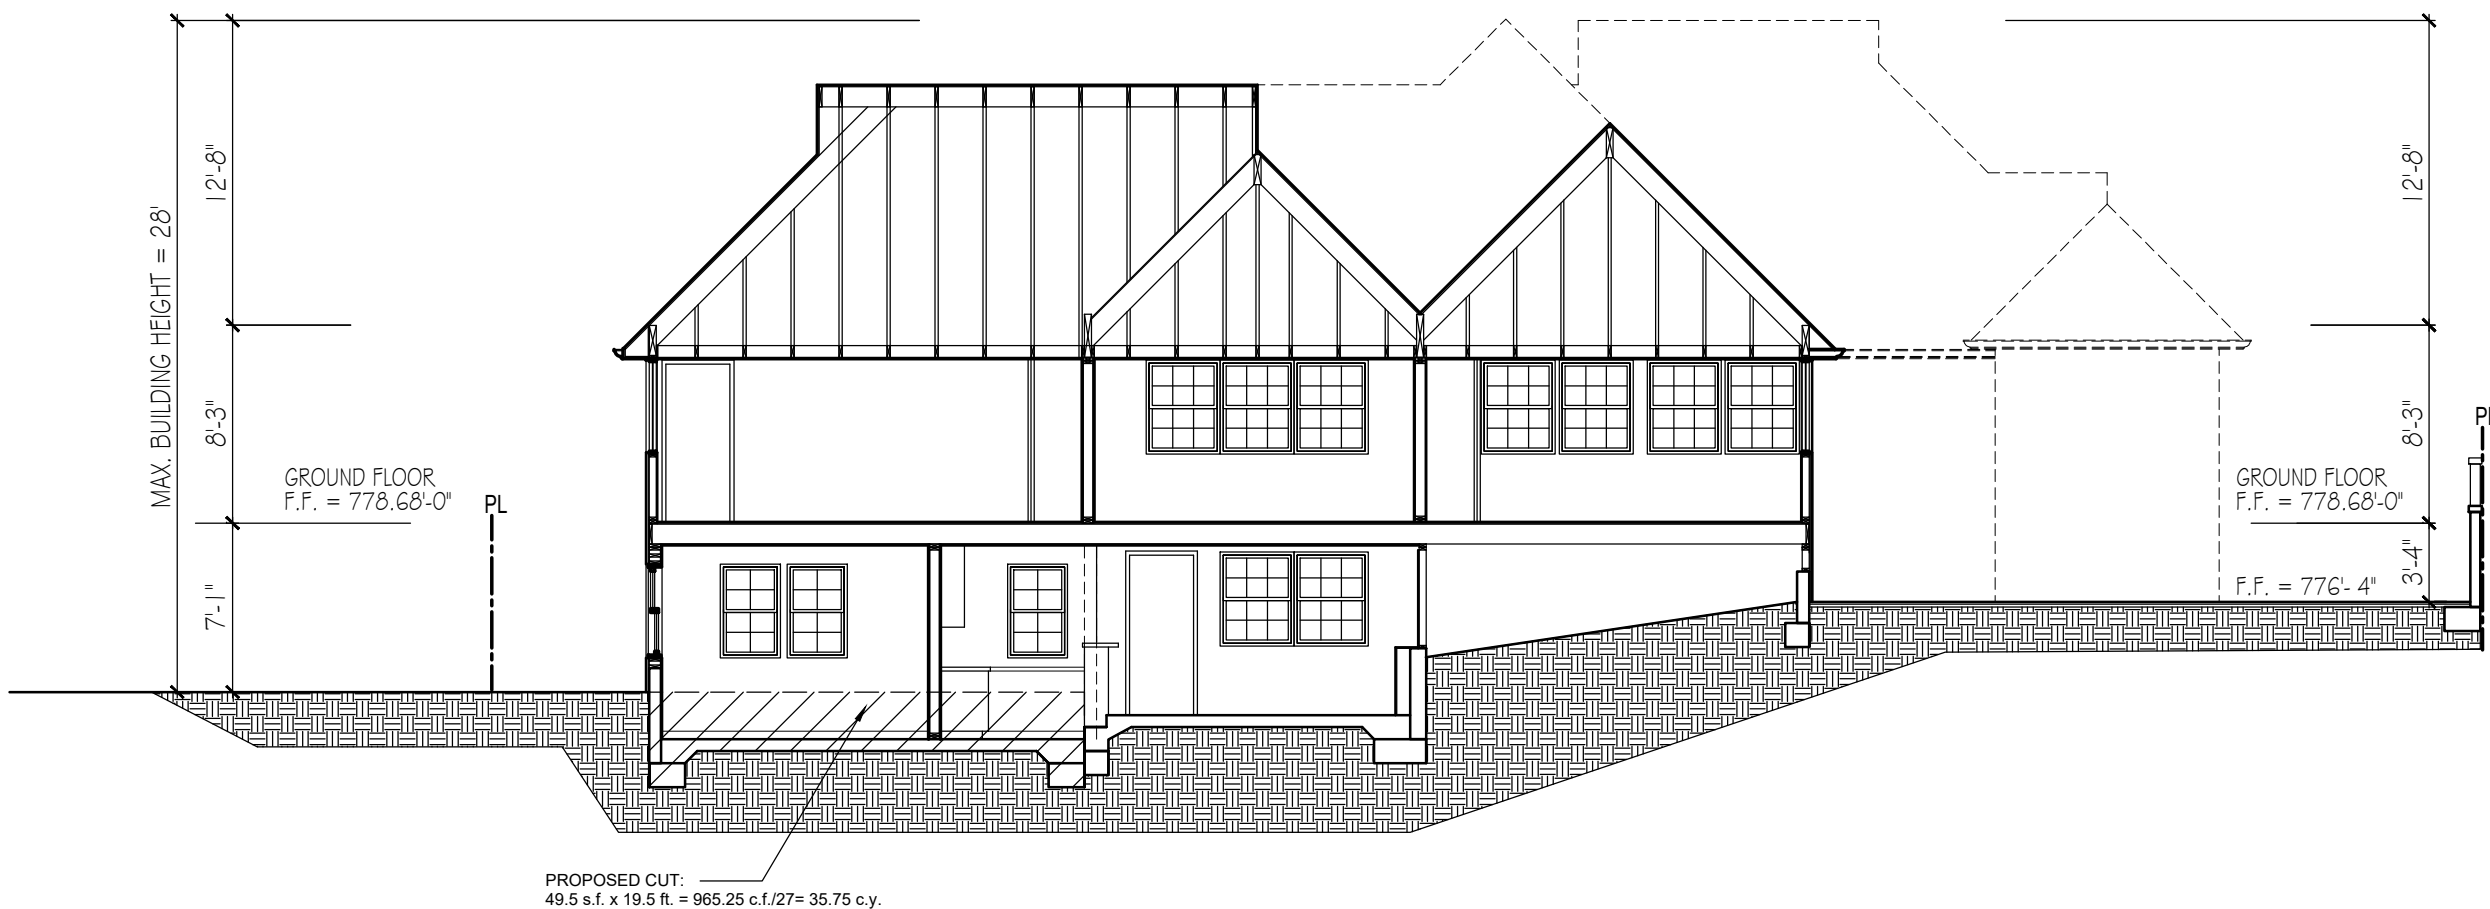 MAX. BUILDING HEIGHT = 28'
12'-8"
8'-3"
7'-1"
GROUND FLOOR
F.F. = 778.68'-0"
PL
12'-8"
8'-3"
3'-4"
GROUND FLOOR
F.F. = 778.68'-0"
F.F. = 776'- 4"
PROPOSED CUT:
49.5 s.f. x 19.5 ft. = 965.25 c.f./27= 35.75 c.y.